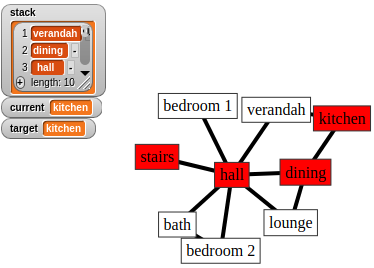 stack
1 verandah
2 dining -
3 hall -
+ length: 10
current kitchen
target kitchen
bedroom 1
verandah
kitchen
stairs
hall
dining
bath
lounge
bedroom 2